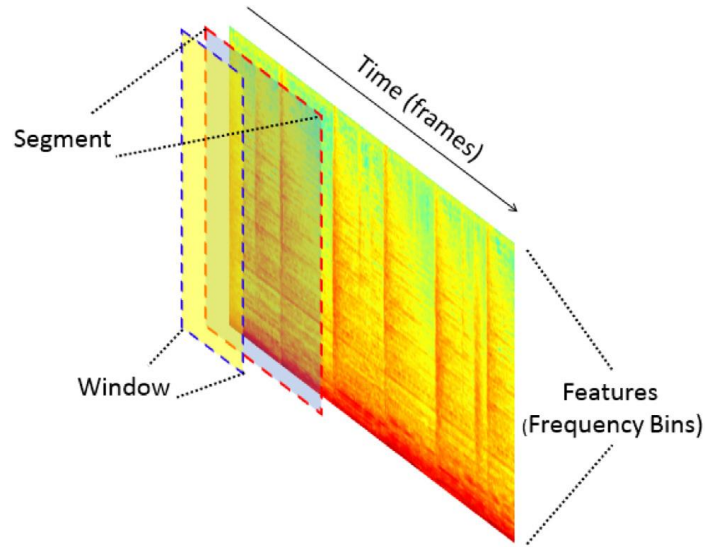 Time (frames)
Segment
Window
Features
(Frequency Bins)